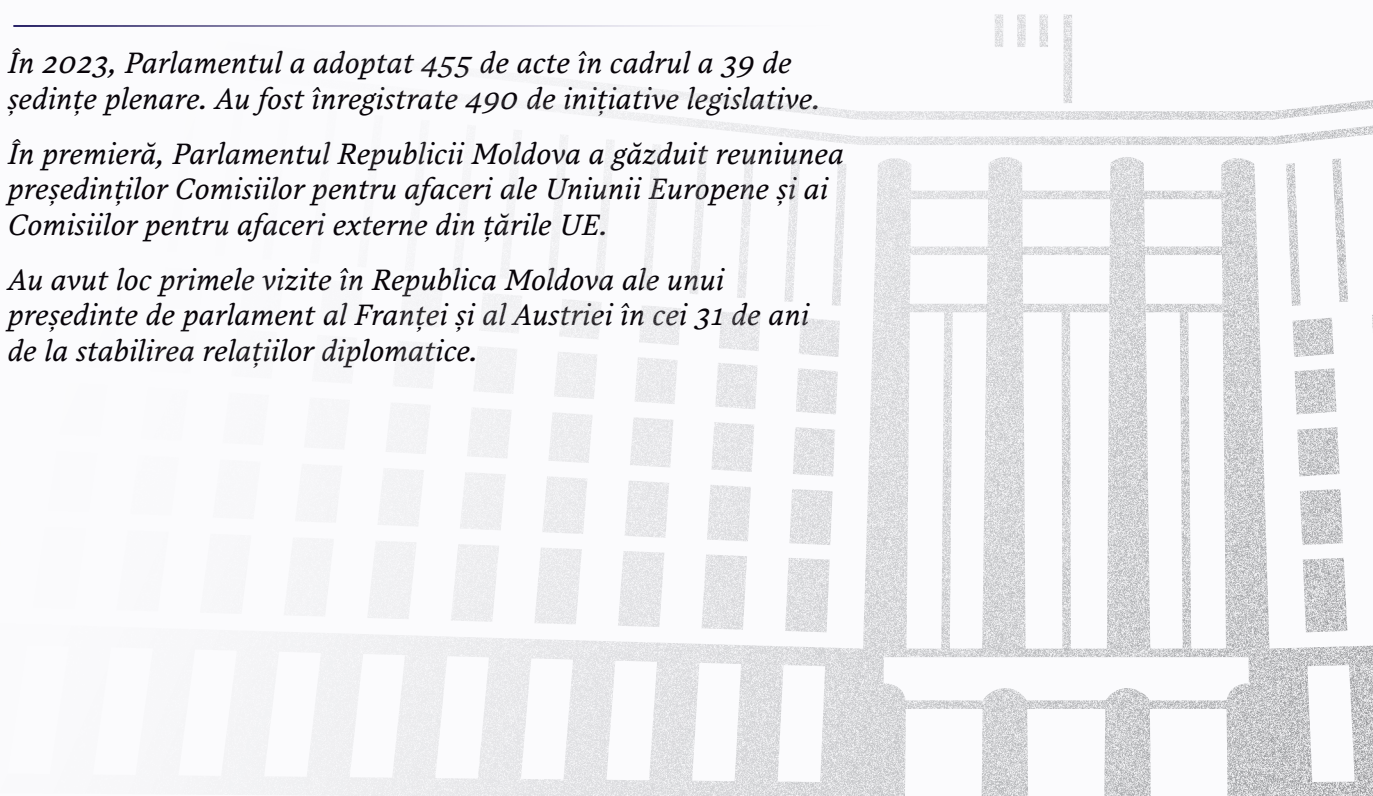 În 2023, Parlamentul a adoptat 455 de acte în cadrul a 39 de
ședințe plenare. Au fost înregistrate 490 de inițiative legislative.
În premieră, Parlamentul Republicii Moldova a găzduit reuniunea
președinților Comisiilor pentru afaceri ale Uniunii Europene și ai
Comisiilor pentru afaceri externe din țările UE.
Au avut loc primele vizite în Republica Moldova ale unui
președinte de parlament al Franței și al Austriei în cei 31 de ani
de la stabilirea relațiilor diplomatice.